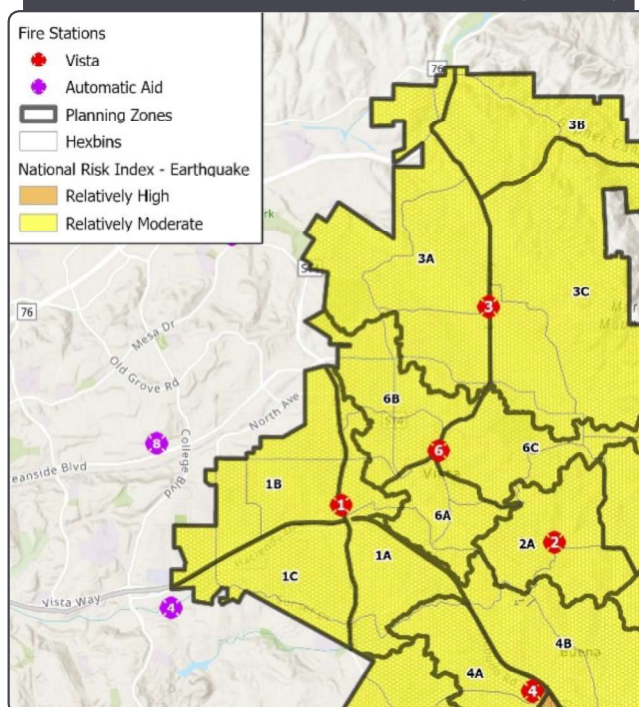 Fire Stations
Vista
Automatic Aid
Planning Zones
Hexbins
National Risk Index - Earthquake
Relatively High
Relatively Moderate
76
3B
3A
3C
3
76
Mesa Dr
Old Grove Rd
North Ave
College Blvd
8
eanside Blvd
6B
6
6C
Vista
1B
1
6A
2A
2
1A
1C
Vista Way
4
4B
Buena
4A
4